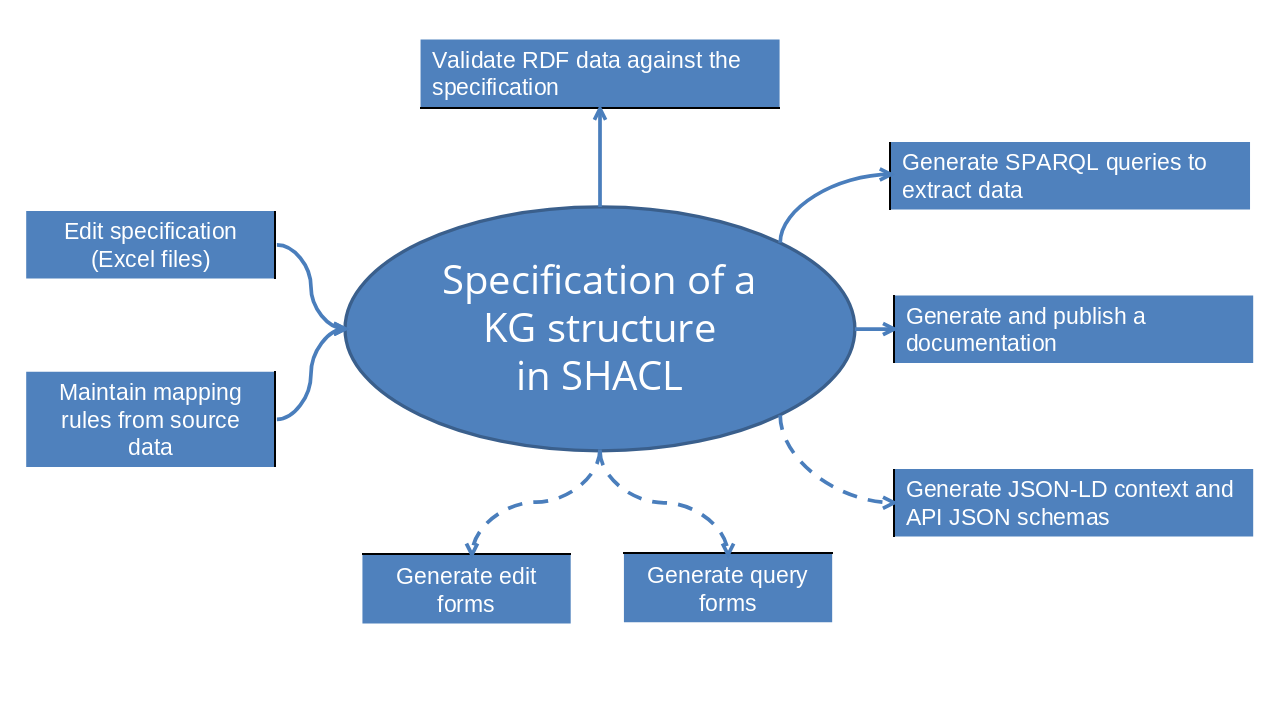 Validate RDF data against the
specification
Generate SPARQL queries to
extract data
Edit specification
(Excel files)
Specification of a
KG structure
in SHACL
Generate and publish a
documentation
Maintain mapping
rules from source
data
Generate JSON-LD context and
API JSON schemas
Generate edit
forms
Generate query
forms